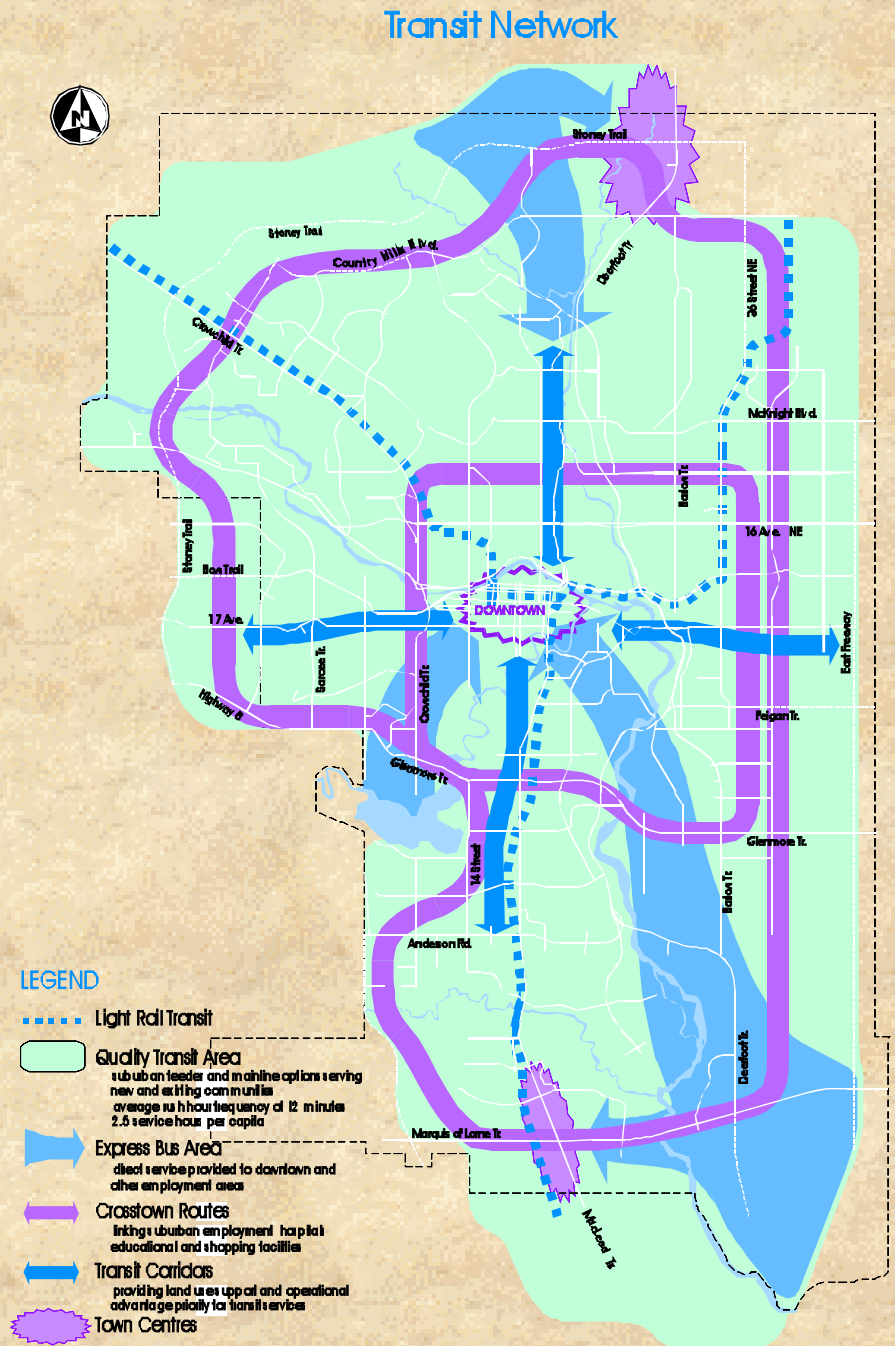 Transit Network
N
Stoney Trail
Stoney Trail
Country Hills Blvd.
Deerfoot Tr.
36 Street NE
Crowchild Tr.
McKnight Blvd.
Barlow Tr.
16 Ave. NE
Stoney Trail
Bow Trail
DOWNTOWN
17 Ave.
East Freeway
Sarcee Tr.
Crowchild Tr.
Highway 8
Peigan Tr.
Glenmore Tr.
Glenmore Tr.
14 Street
Barlow Tr.
Anderson Rd.
Deerfoot Tr.
Marquis of Lorne Tr.
MacLeod Tr.
LEGEND
Light Rail Transit
Quality Transit Area
suburban feeder and mainline options serving
new and exiting communities
average rush hour frequency of 12 minutes
2.5 service hours per capita
Express Bus Area
direct service provided to downtown and
other employment areas
Crosstown Routes
linking suburban employment hospitals
educational and shopping facilities
Transit Corridors
providing land use support and operational
advantage priority for transit services
Town Centres